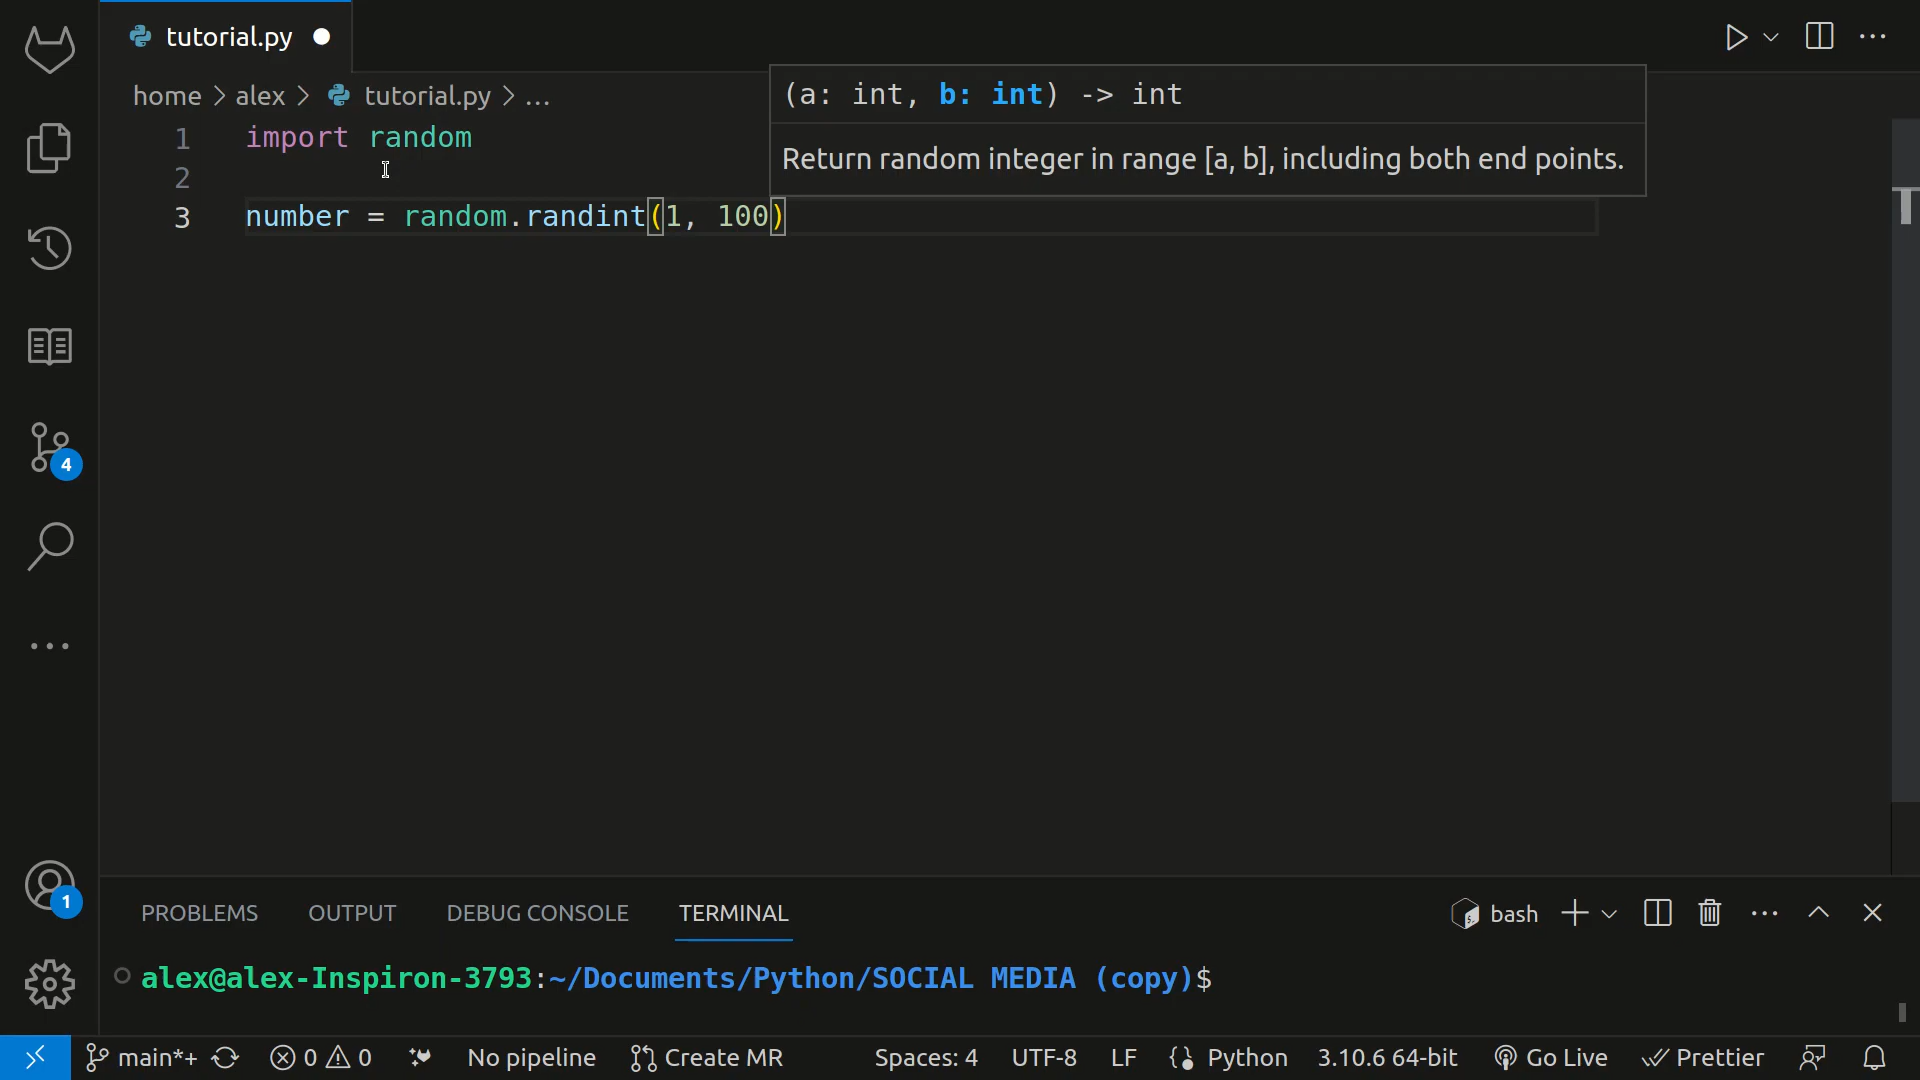 tutorial.py
home > alex > tutorial.py > ...
(a: int, b: int) -> int
Return random integer in range [a, b], including both end points.
1 import random
2
3 number = random.randint(1, 100)
4
1
PROBLEMS OUTPUT DEBUG CONSOLE TERMINAL bash
alex@alex-Inspiron-3793:~/Documents/Python/SOCIAL MEDIA (copy)$
main*+ 0 0 No pipeline Create MR Spaces: 4 UTF-8 LF Python 3.10.6 64-bit Go Live Prettier